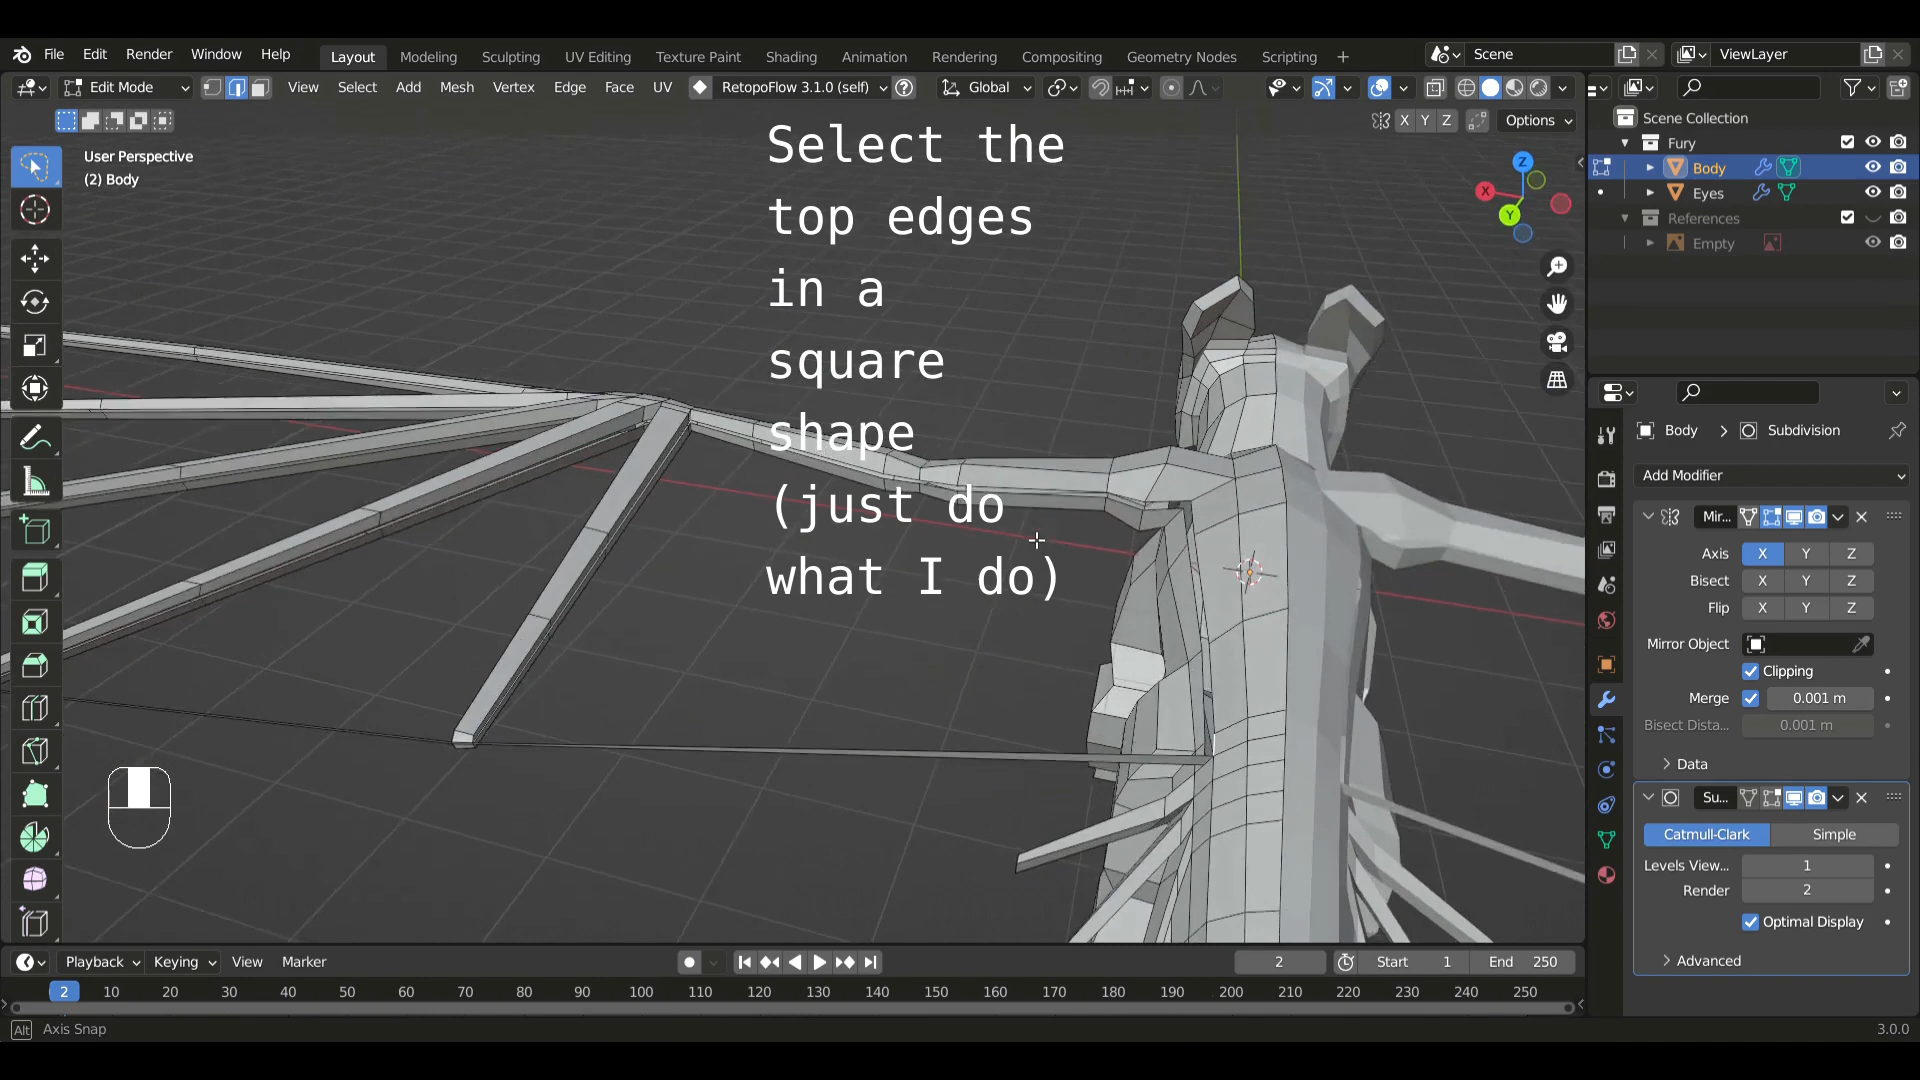 File Edit Render Window Help Layout Modeling Sculpting UV Editing Texture Paint Shading Animation Rendering Compositing Geometry Nodes Scripting + Scene ViewLayer
Edit Mode View Select Add Mesh Vertex Edge Face UV RetopoFlow 3.1.0 (self) Global
X Y Z Options
User Perspective
(2) Body
Select the
top edges
in a
square
shape
(just do
what I do)
Z
X
Y
Scene Collection
Fury
Body
Eyes
References
Empty
Body > Subdivision
Add Modifier
Mir...
Axis X Y Z
Bisect X Y Z
Flip X Y Z
Mirror Object
Clipping
Merge 0.001 m
Bisect Dista... 0.001 m
Data
Su...
Catmull-Clark Simple
Levels View... 1
Render 2
Optimal Display
Advanced
Playback Keying View Marker 2 Start 1 End 250
2 10 20 30 40 50 60 70 80 90 100 110 120 130 140 150 160 170 180 190 200 210 220 230 240 250
Alt Axis Snap 3.0.0